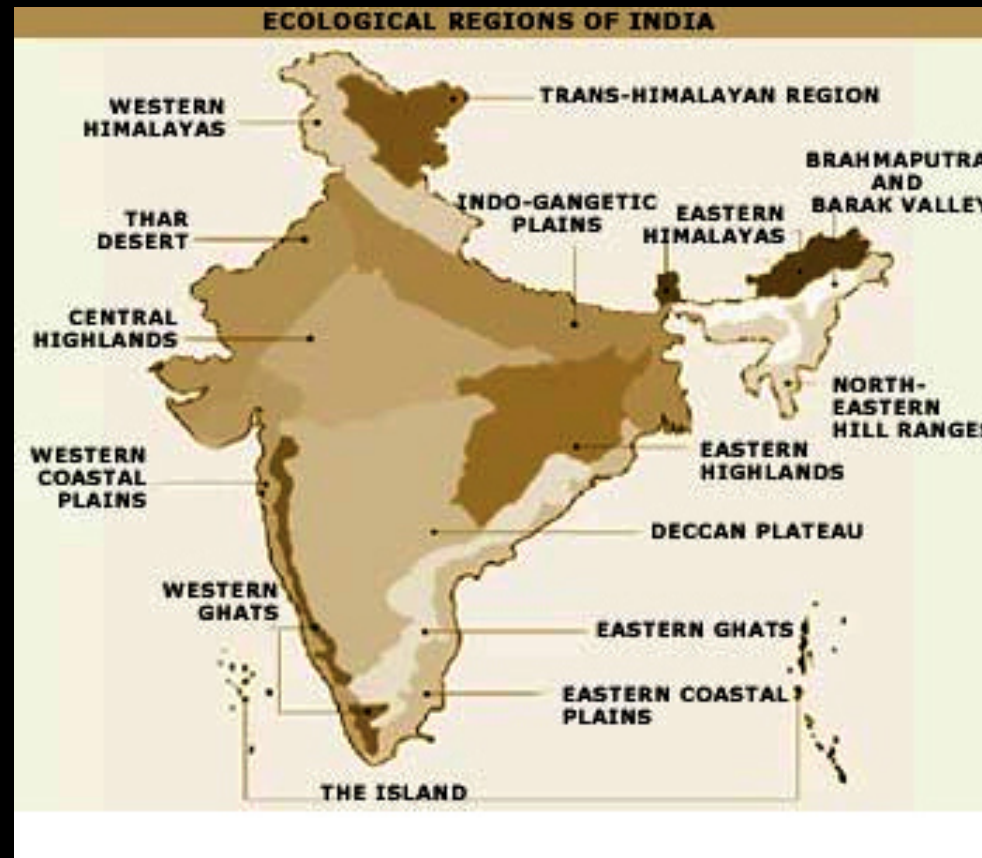 ECOLOGICAL REGIONS OF INDIA
WESTERN
HIMALAYAS
TRANS-HIMALAYAN REGION
BRAHMAPUTRA
AND
BARAK VALLEY
INDO-GANGETIC
PLAINS
EASTERN
HIMALAYAS
THAR
DESERT
CENTRAL
HIGHLANDS
NORTH-
EASTERN
HILL RANGES
WESTERN
COASTAL
PLAINS
EASTERN
HIGHLANDS
DECCAN PLATEAU
WESTERN
GHATS
EASTERN GHATS
EASTERN COASTAL
PLAINS
THE ISLAND